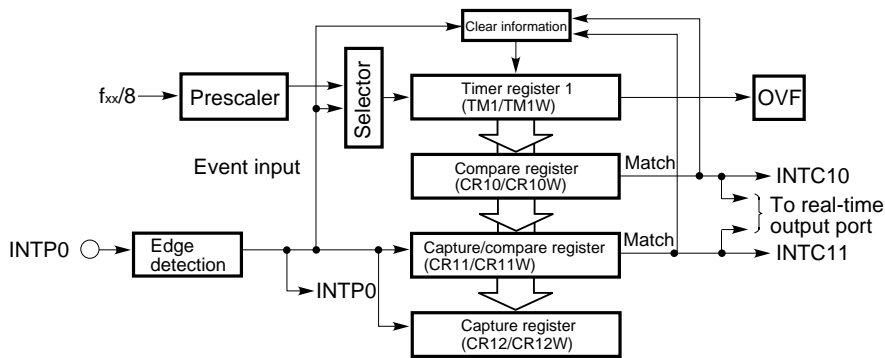 Clear information
fxx/8
Prescaler
Selector
Timer register 1
(TM1/TM1W)
OVF
Event input
Compare register
(CR10/CR10W)
Match
INTC10
To real-time
output port
INTP0
Edge
detection
Capture/compare register
(CR11/CR11W)
Match
INTC11
INTP0
Capture register
(CR12/CR12W)